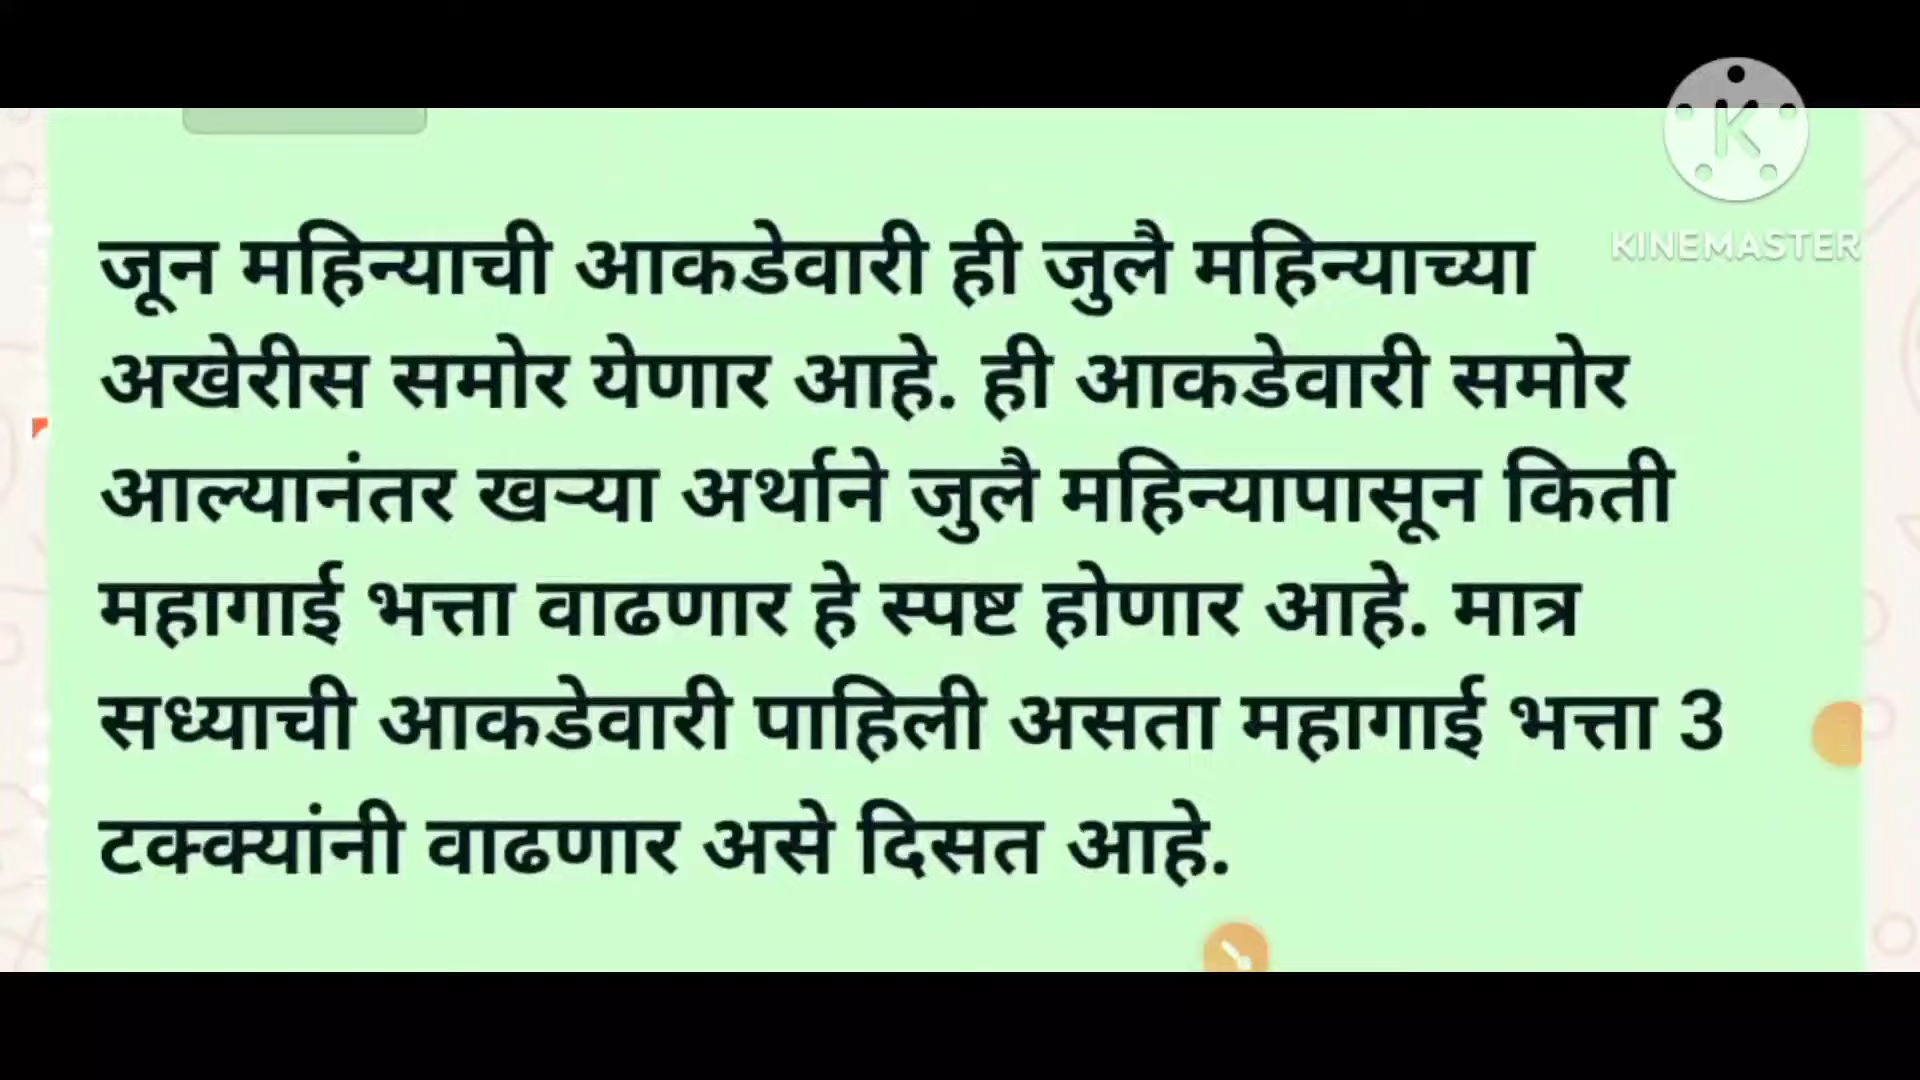 KINEMASTER
जून महिन्याची आकडेवारी ही जुलै महिन्याच्या
अखेरीस समोर येणार आहे. ही आकडेवारी समोर
आल्यानंतर खऱ्या अर्थाने जुलै महिन्यापासून किती
महागाई भत्ता वाढणार हे स्पष्ट होणार आहे. मात्र
सध्याची आकडेवारी पाहिली असता महागाई भत्ता 3
टक्क्यांनी वाढणार असे दिसत आहे.